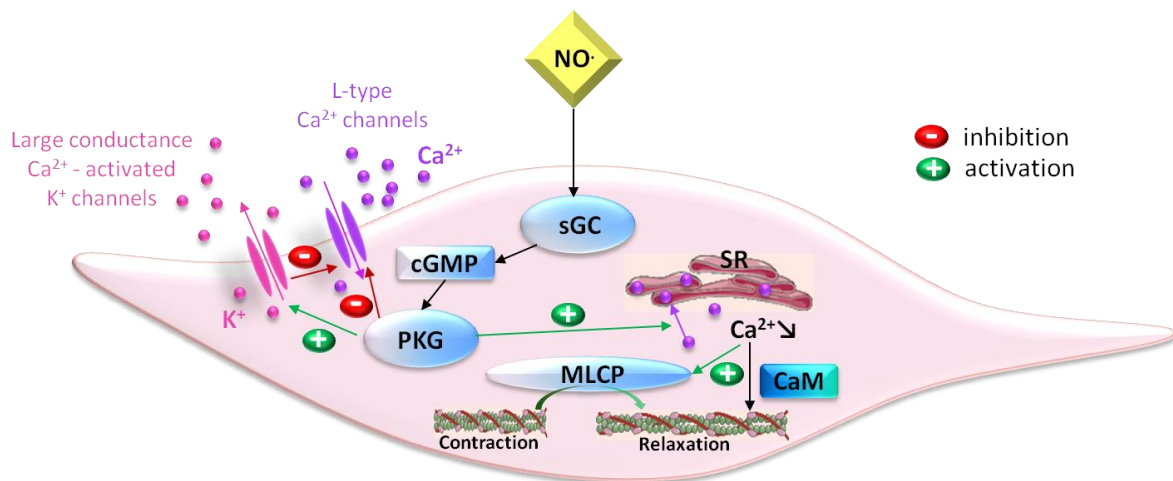 NO·
L-type
Ca²⁺ channels
Large conductance
Ca²⁺ - activated
K⁺ channels
Ca²⁺
- inhibition
+ activation
sGC
cGMP
SR
-
-
K⁺
+
PKG
+
Ca²⁺↘
MLCP
+
CaM
Contraction
Relaxation